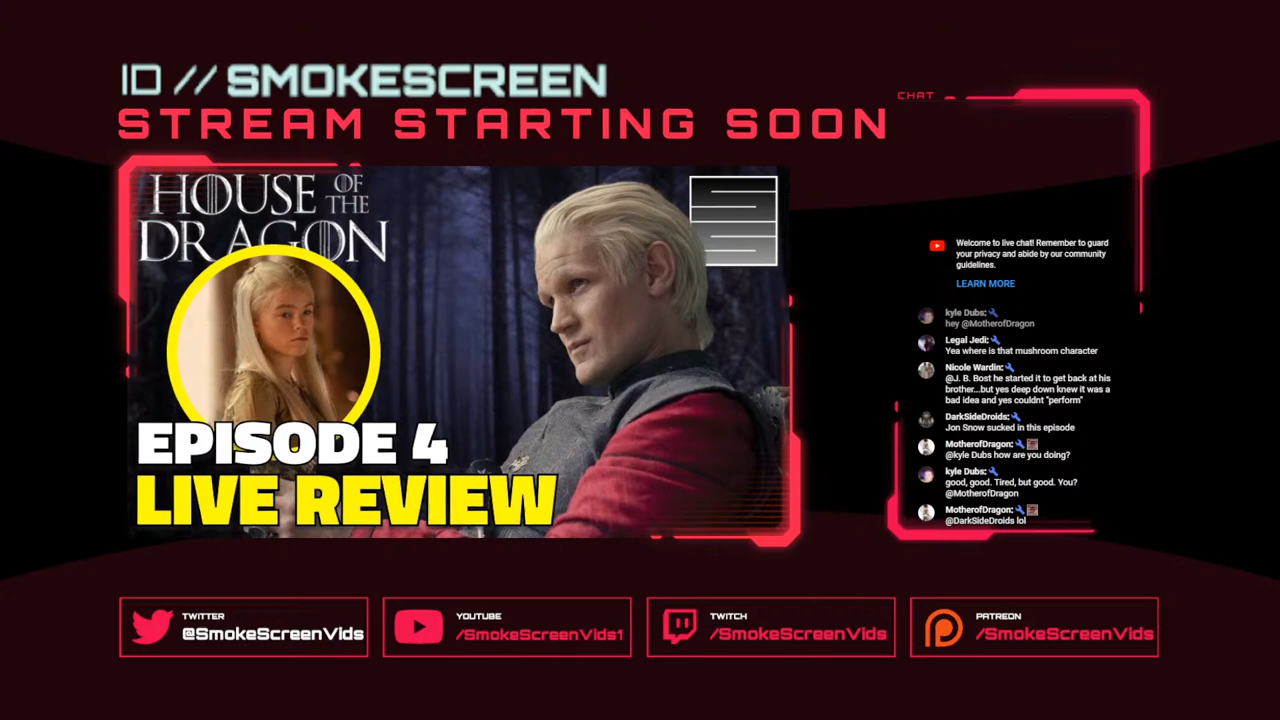 ID // SMOKESCREEN
STREAM STARTING SOON
HOUSE OF THE
DRAGON
EPISODE 4
LIVE REVIEW
CHAT
Welcome to live chat! Remember to guard
your privacy and abide by our community
guidelines.
LEARN MORE
kyle Dubs:
hey @MotherofDragon
Legal Jedi:
Yea where is that mushroom character
Nicole Wardin:
@J. B. Bost he started it to get back at his
brother...but yes deep down knew it was a
bad idea and yes couldnt "perform"
DarkSideDroids:
Jon Snow sucked in this episode
MotherofDragon:
@kyle Dubs how are you doing?
kyle Dubs:
good, good. Tired, but good. You?
@MotherofDragon
MotherofDragon:
@DarkSideDroids lol
TWITTER
@SmokeScreenVids
YOUTUBE
/SmokeScreenVids1
TWITCH
/SmokeScreenVids
PATREON
/SmokeScreenVids